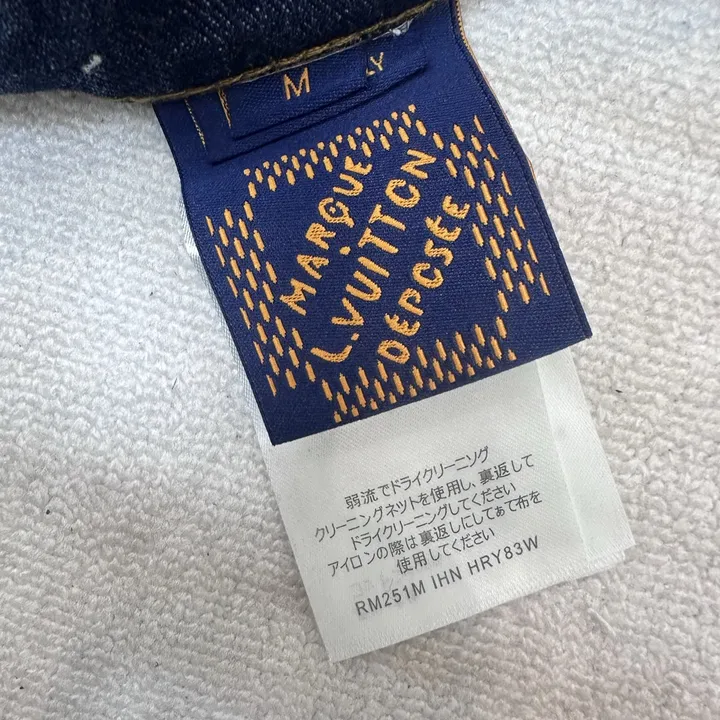 M
LY
MARQUE
L.VUITTON
DÉPOSÉE
弱流でドライクリーニング
クリーニングネットを使用し、裏返して
ドライクリーニングしてください
アイロンの際は裏返しにしてあて布を
使用してください
RM251M IHN HRY83W